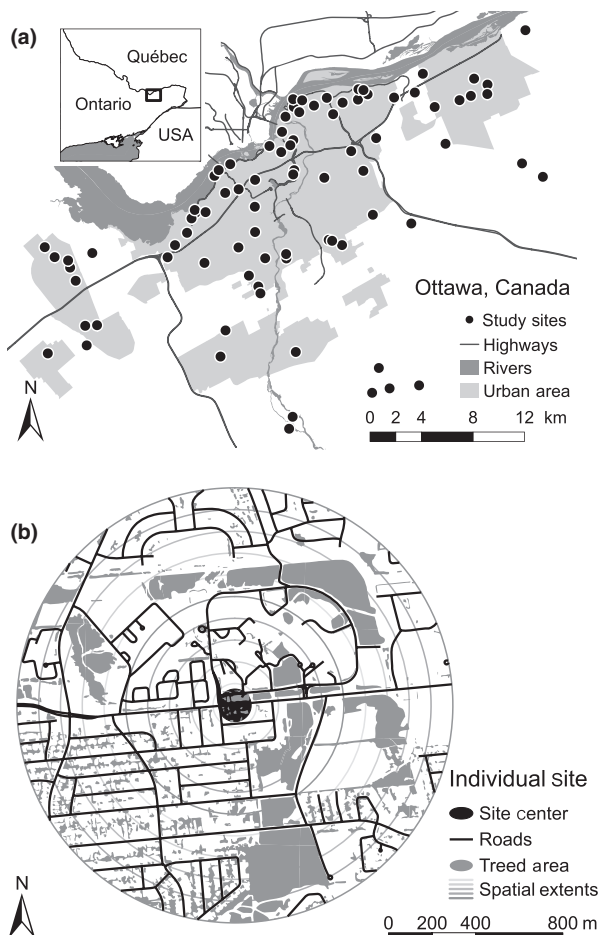 (a)
Québec
Ontario
USA
Ottawa, Canada
Study sites
Highways
Rivers
Urban area
N
0 2 4 8 12 km
(b)
Individual Site
Site center
Roads
Treed area
Spatial extents
N
0 200 400 800 m